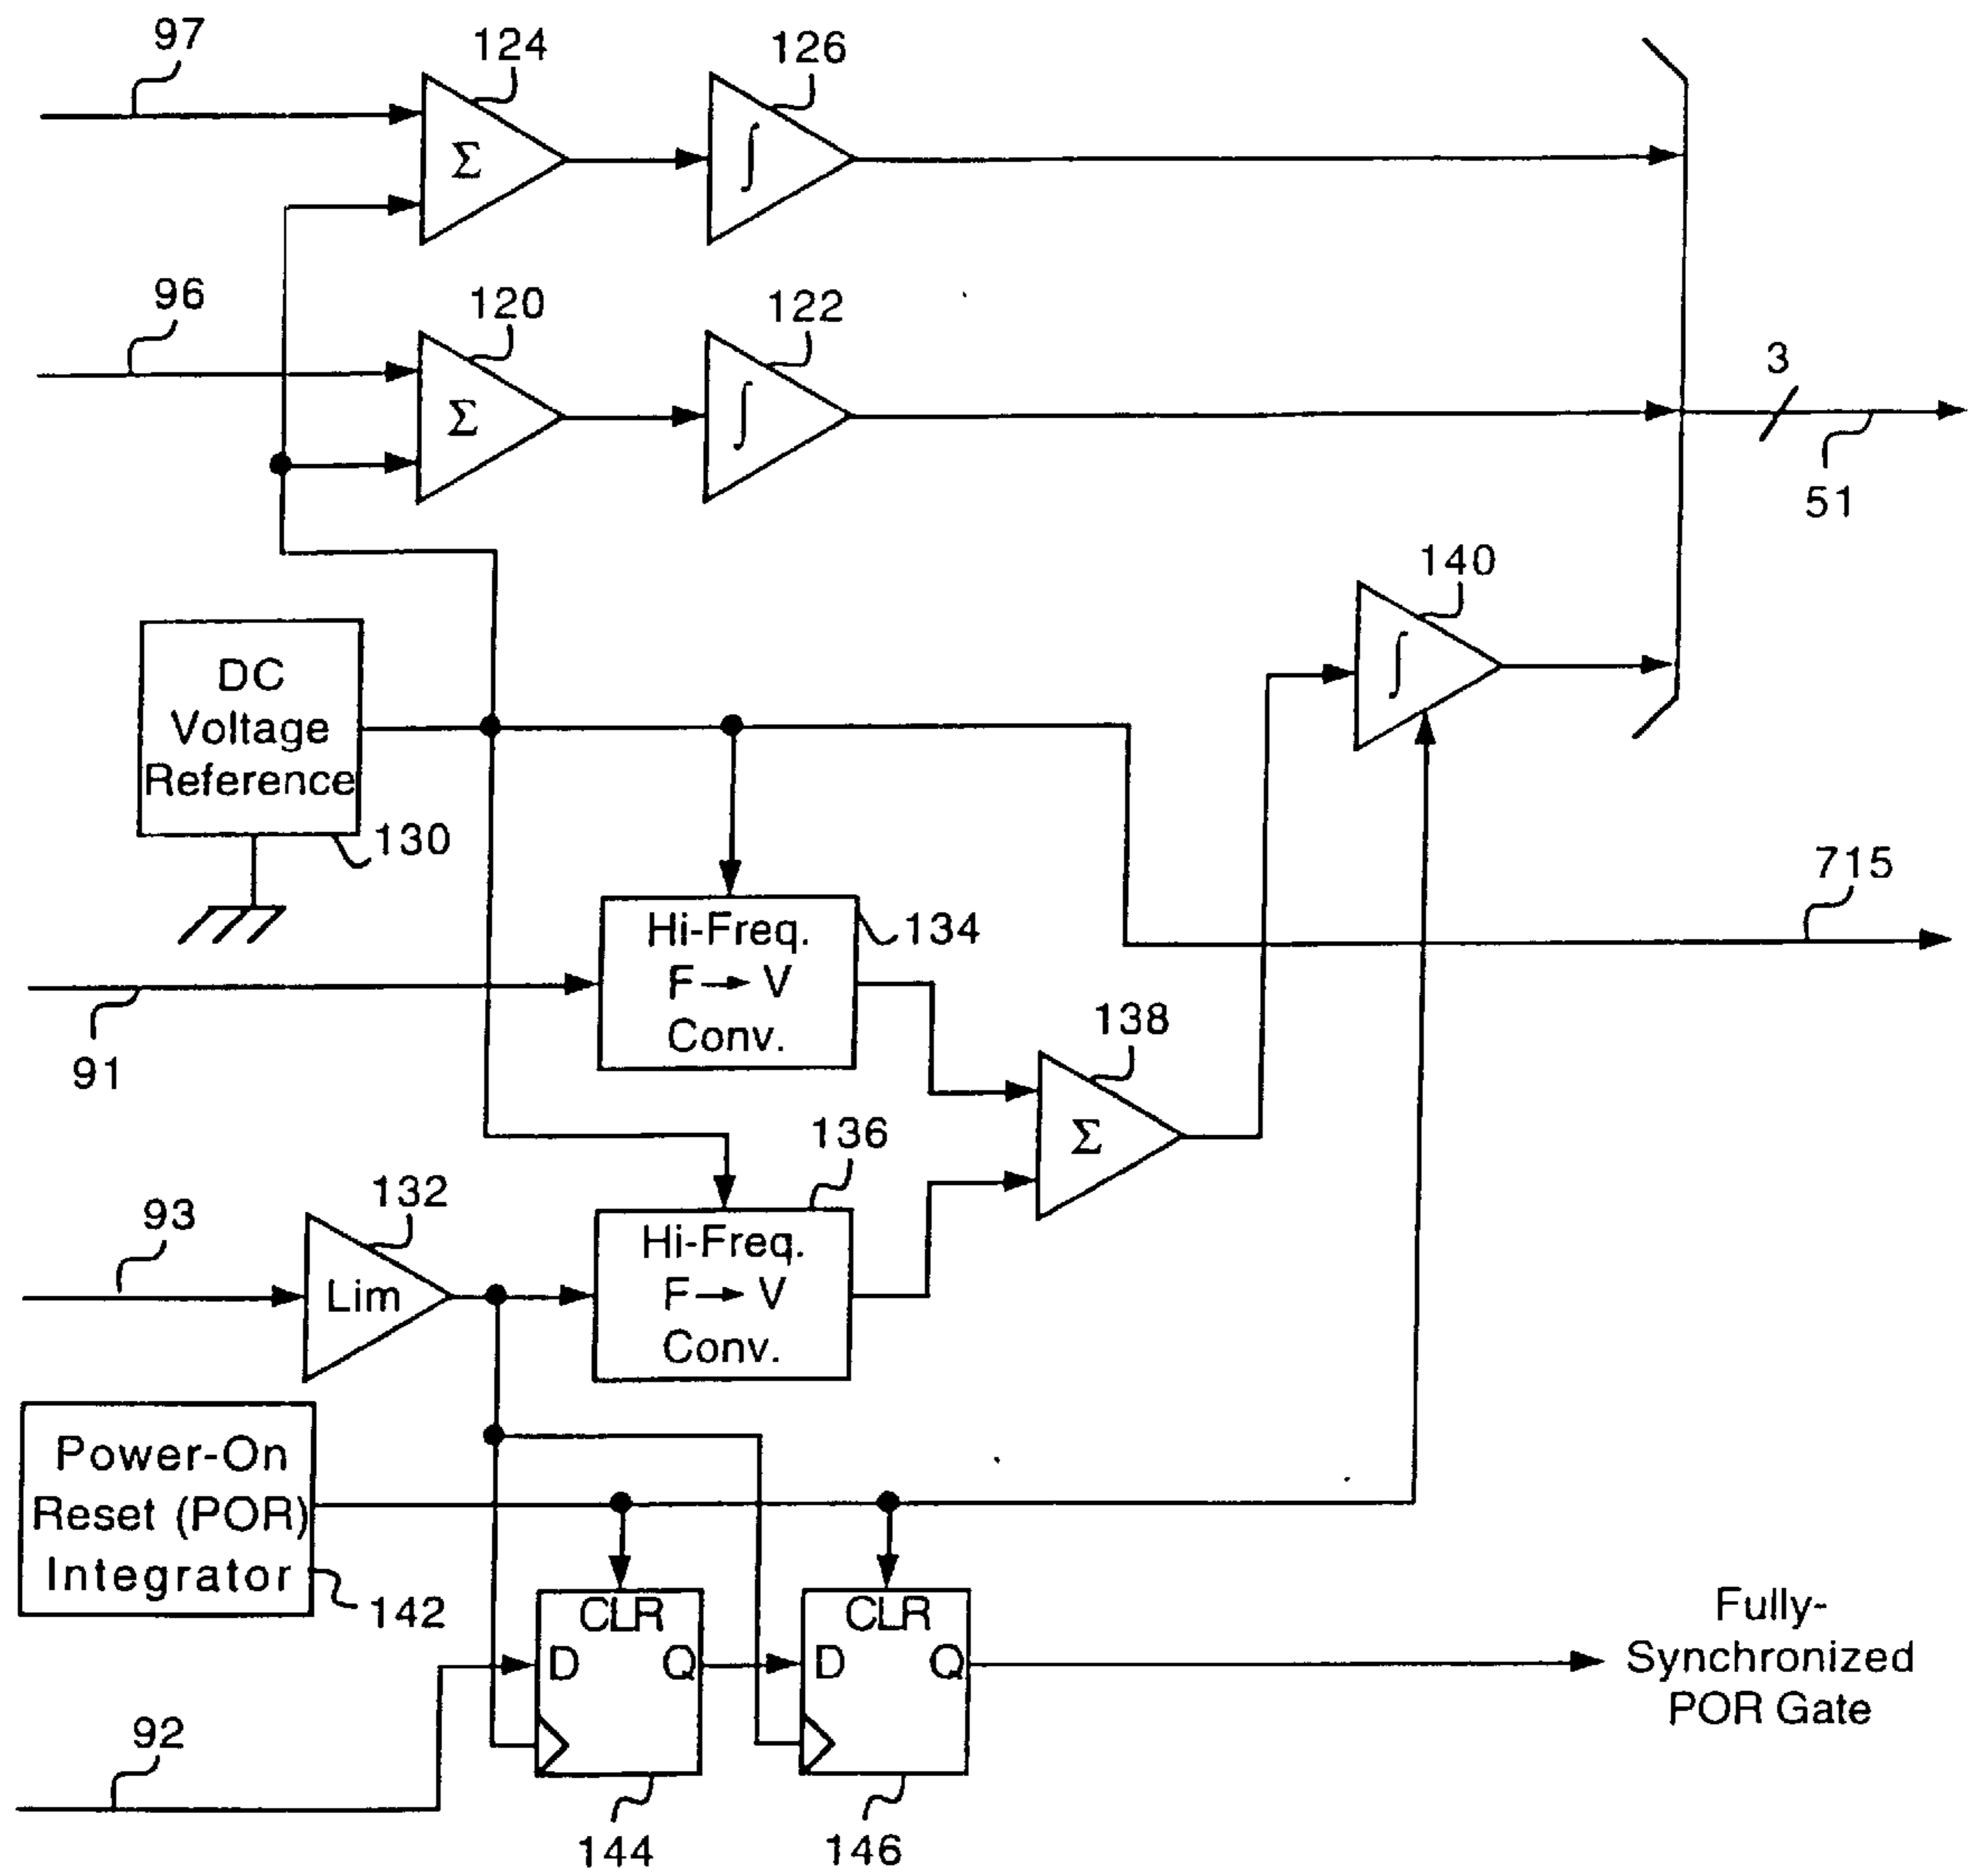 97
124
126
Σ
∫
96
120
122
3
Σ
∫
51
140
DC
Voltage
Reference
∫
130
715
Hi-Freq.
F → V
Conv.
134
91
138
Σ
136
93
132
Lim
Hi-Freq.
F → V
Conv.
Power-On
Reset (POR)
Integrator
142
CLR
D Q
CLR
D Q
Fully-
Synchronized
POR Gate
92
144
146